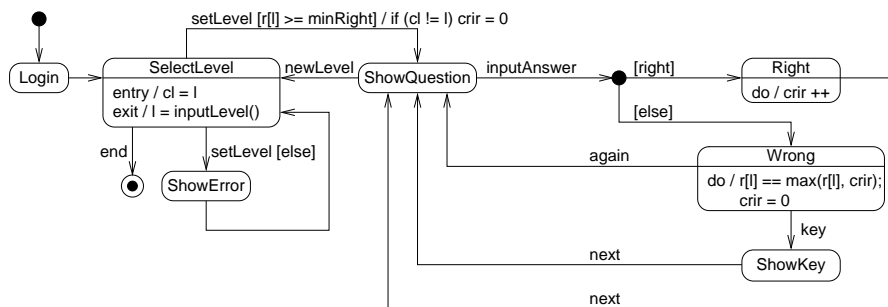 setLevel [r[l] >= minRight] / if (cl != l) crir = 0
Login
SelectLevel
entry / cl = l
exit / l = inputLevel()
newLevel
ShowQuestion
inputAnswer
[right]
Right
do / crir ++
[else]
end
setLevel [else]
ShowError
again
Wrong
do / r[l] == max(r[l], crir);
crir = 0
key
next
ShowKey
next